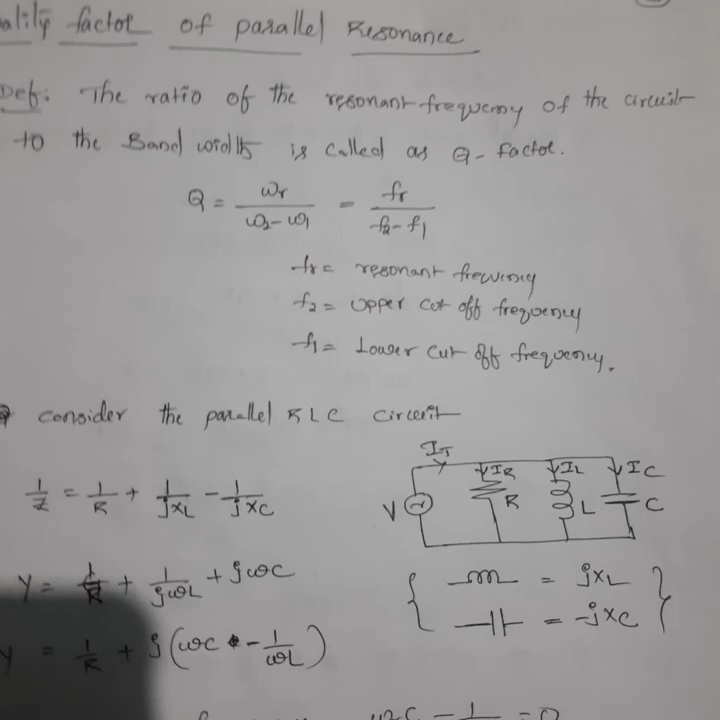 ality factor of parallel Resonance
Def: The ratio of the resonant frequency of the circuit
to the Band width is called as Q-factor.
Q = ωr / (ω2 - ω1) = fr / (f2 - f1)
fr = resonant frewency
f2 = Upper cut off frequency
f1 = Lower cut off frequency.
consider the parallel RLC circuit
IT
IR IL IC
V R L C
1/Z = 1/R + 1/jXL - 1/jXC
Y = 1/R + 1/jωL + jωC
{ = jXL
= -jXC }
Y = 1/R + j(ωC - 1/ωL)
= 0